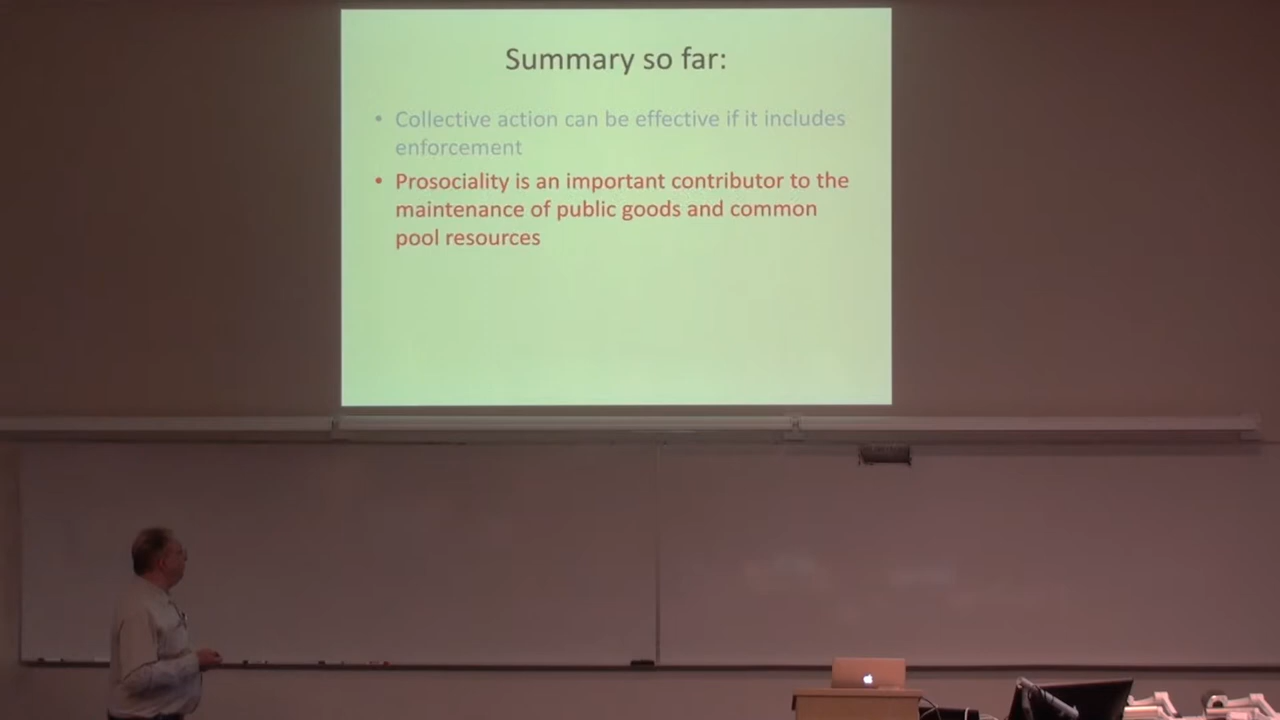 Summary so far:
• Collective action can be effective if it includes
enforcement
• Prosociality is an important contributor to the
maintenance of public goods and common
pool resources